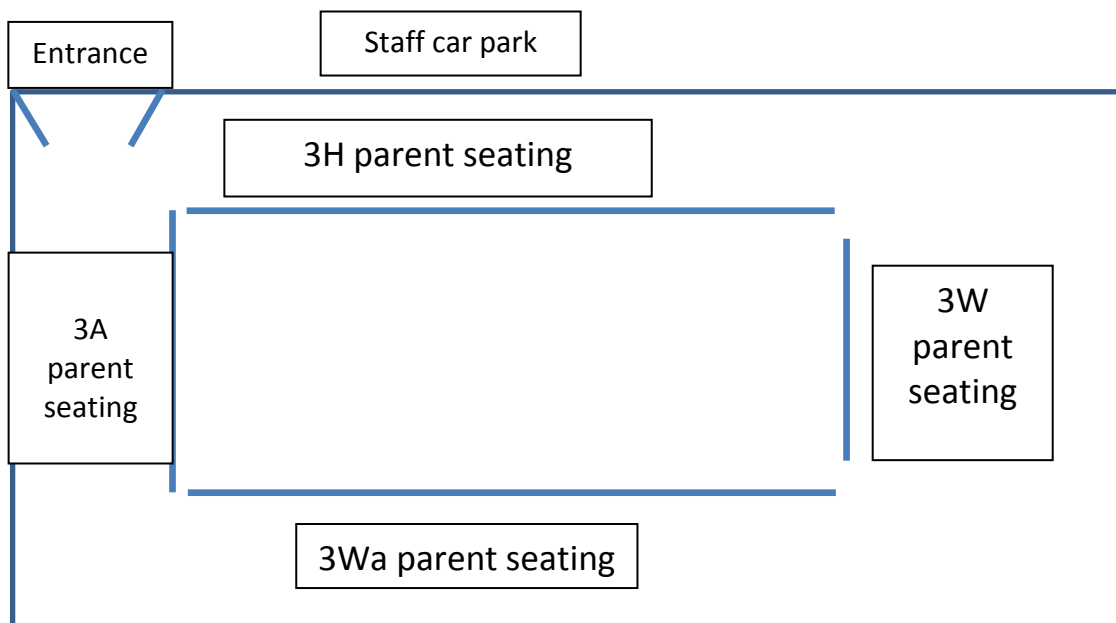 Entrance
Staff car park
3H parent seating
3A
parent
seating
3W
parent
seating
3Wa parent seating